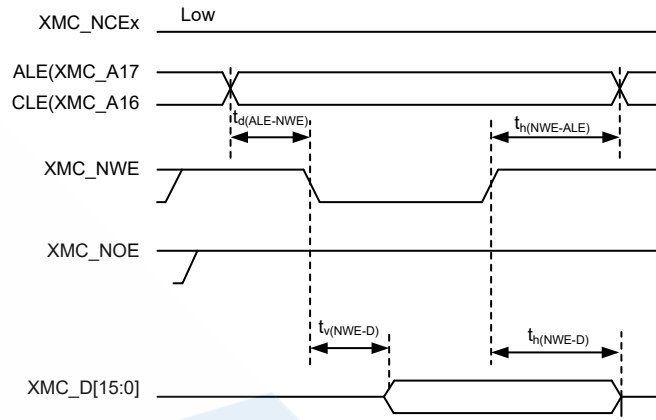 XMC_NCEx Low
ALE(XMC_A17
CLE(XMC_A16
td(ALE-NWE) th(NWE-ALE)
XMC_NWE
XMC_NOE
tv(NWE-D) th(NWE-D)
XMC_D[15:0]